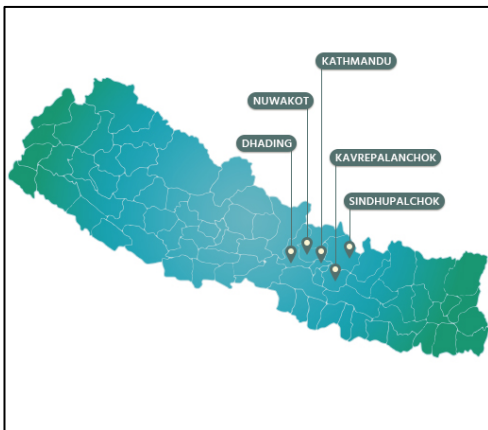 KATHMANDU
NUWAKOT
DHADING
KAVREPALANCHOK
SINDHUPALCHOK